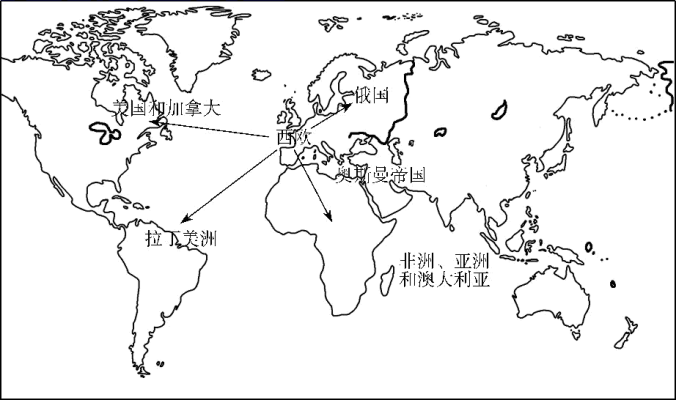 美国和加拿大
俄国
西欧
奥斯曼帝国
拉丁美洲
非洲、亚洲
和澳大利亚